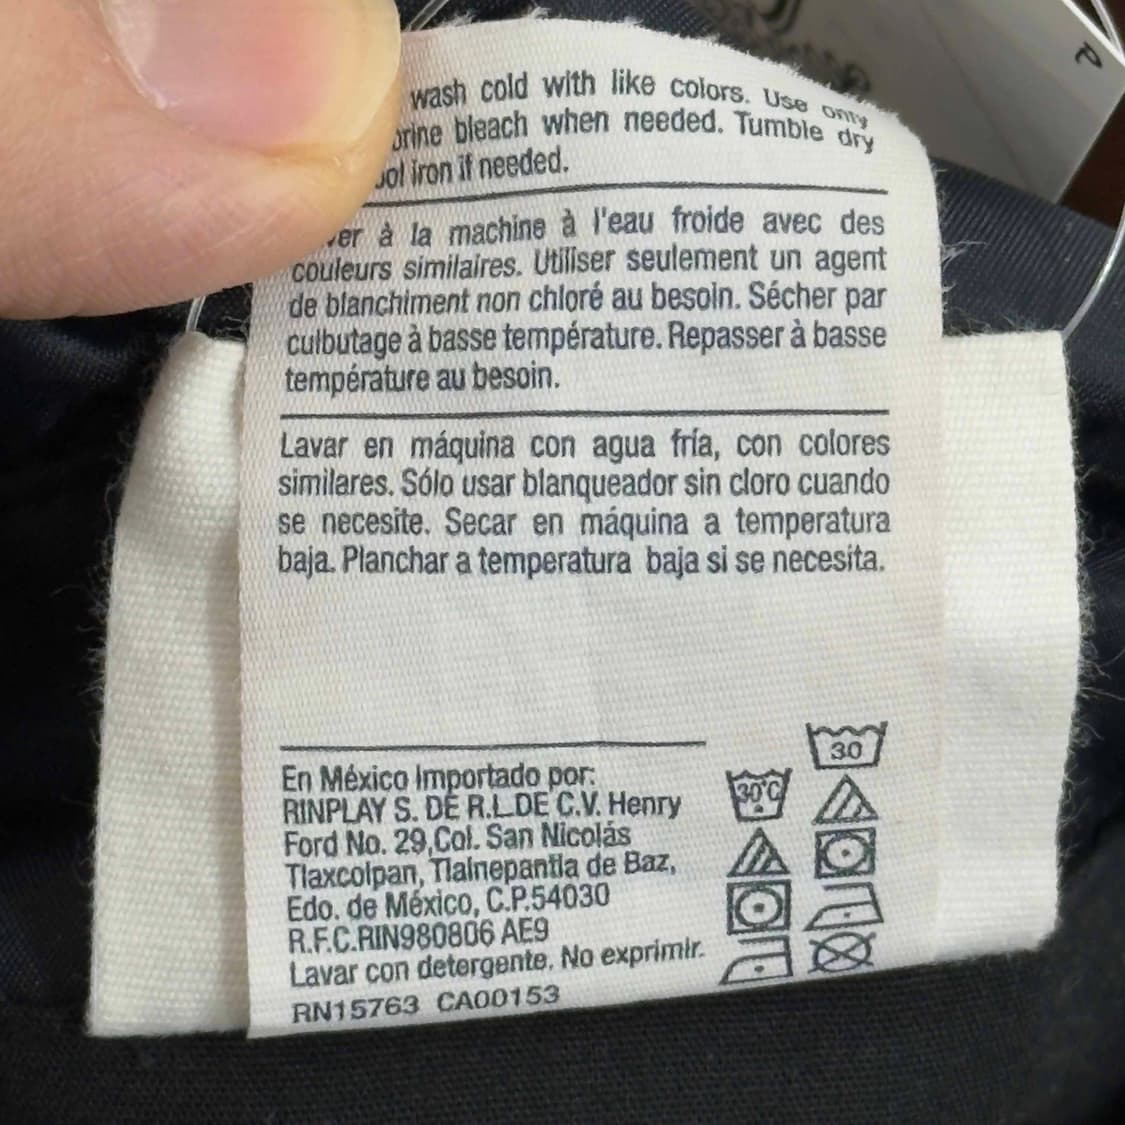 wash cold with like colors. Use only
bleach when needed. Tumble dry
iron if needed.
à la machine à l'eau froide avec des
couleurs similaires. Utiliser seulement un agent
de blanchiment non chloré au besoin. Sécher par
culbutage à basse température. Repasser à basse
température au besoin.
Lavar en máquina con agua fría, con colores
similares. Sólo usar blanqueador sin cloro cuando
se necesite. Secar en máquina a temperatura
baja. Planchar a temperatura baja si se necesita.
En México Importado por:
RINPLAY S. DE R.L.DE C.V. Henry
Ford No. 29,Col. San Nicolás
Tlaxcolpan, Tlalnepantla de Baz,
Edo. de México, C.P.54030
R.F.C.RIN980806 AE9
Lavar con detergente. No exprimir.
RN15763 CA00153
30
30°C